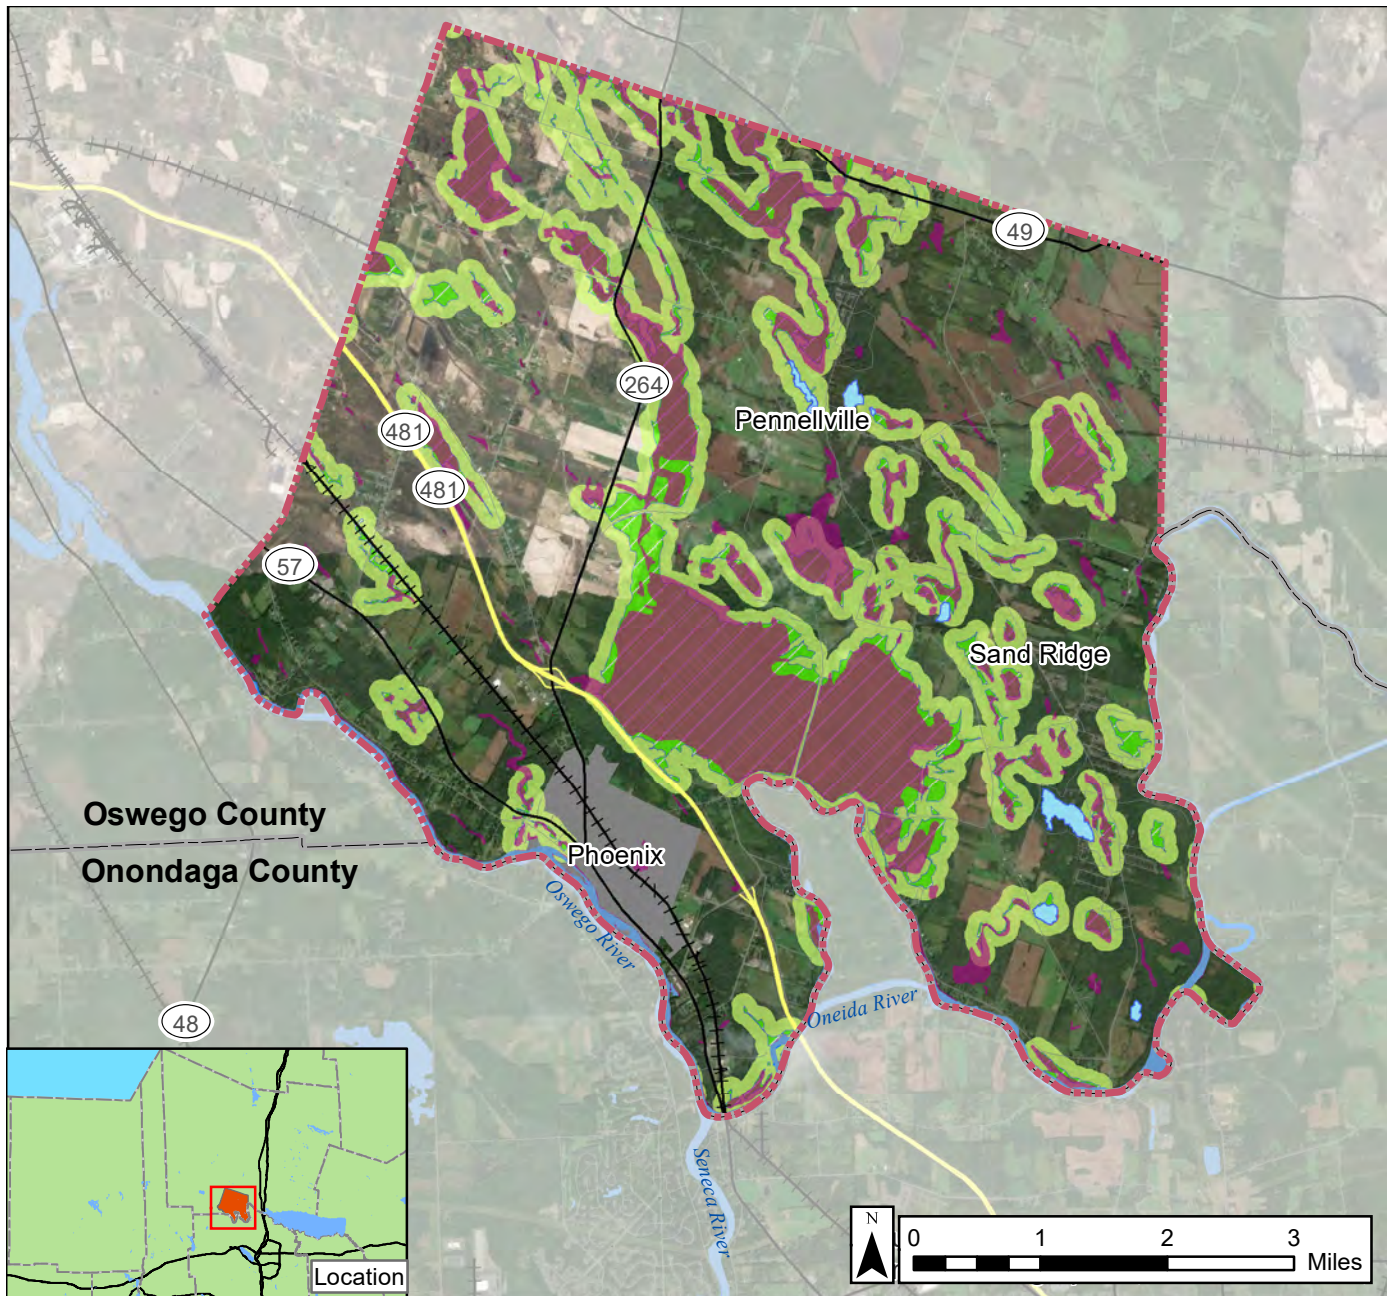 49
264
Pennellville
481
481
57
Sand Ridge
Oswego County
Onondaga County
Phoenix
Oswego River
Oneida River
48
Seneca River
Location
N
0 1 2 3
Miles